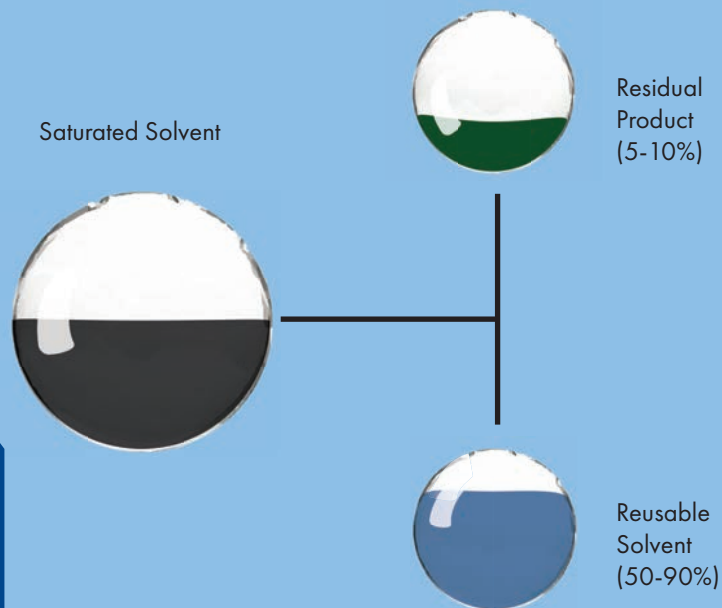 Saturated Solvent
Residual
Product
(5-10%)
Reusable
Solvent
(50-90%)